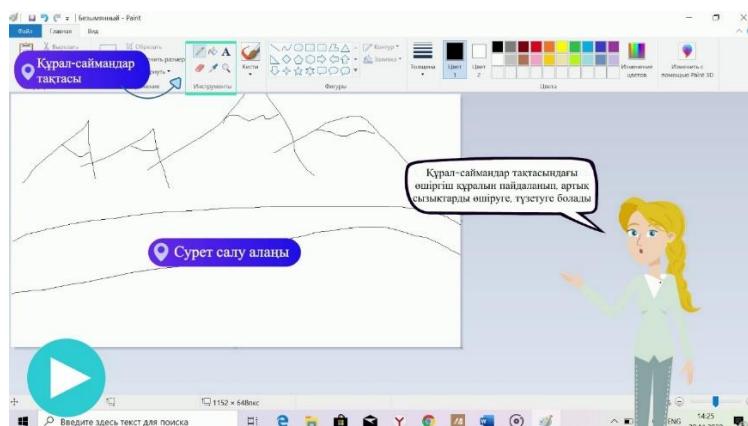 Безымянный - Paint
Файл Главная Вид
Вырезать Обрезать
Контур
Заливка
Кисти
Толщина
Цвет 1
Цвет 2
Изменение цветов
Изменить с помощью Paint 3D
Инструменты
Фигуры
Цвета
Құрал-саймандар
тақтасы
Құрал-саймандар тақтасындағы
өшіргіш құралын пайдаланып, артық
сызықтарды өшіруге, түзетуге болады
Сурет салу алаңы
1152 × 648пкс
Введите здесь текст для поиска
ENG
14:25